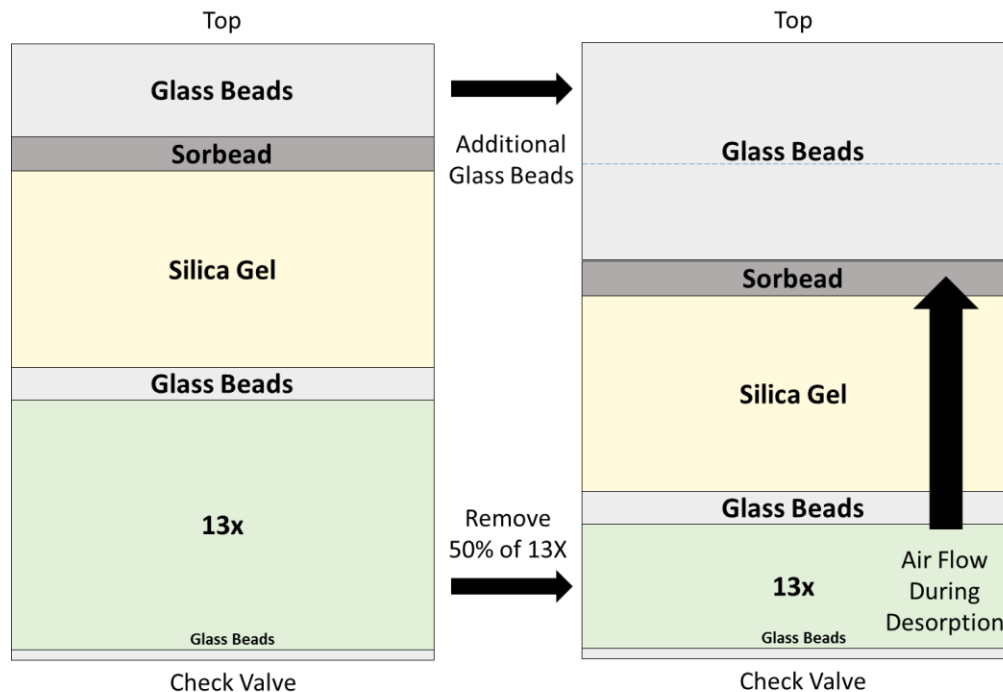 Top
Glass Beads
Sorbead
Silica Gel
Glass Beads
13x
Glass Beads
Check Valve
Additional
Glass Beads
Remove
50% of 13X
Top
Glass Beads
Sorbead
Silica Gel
Glass Beads
13x
Glass Beads
Air Flow
During
Desorption
Check Valve